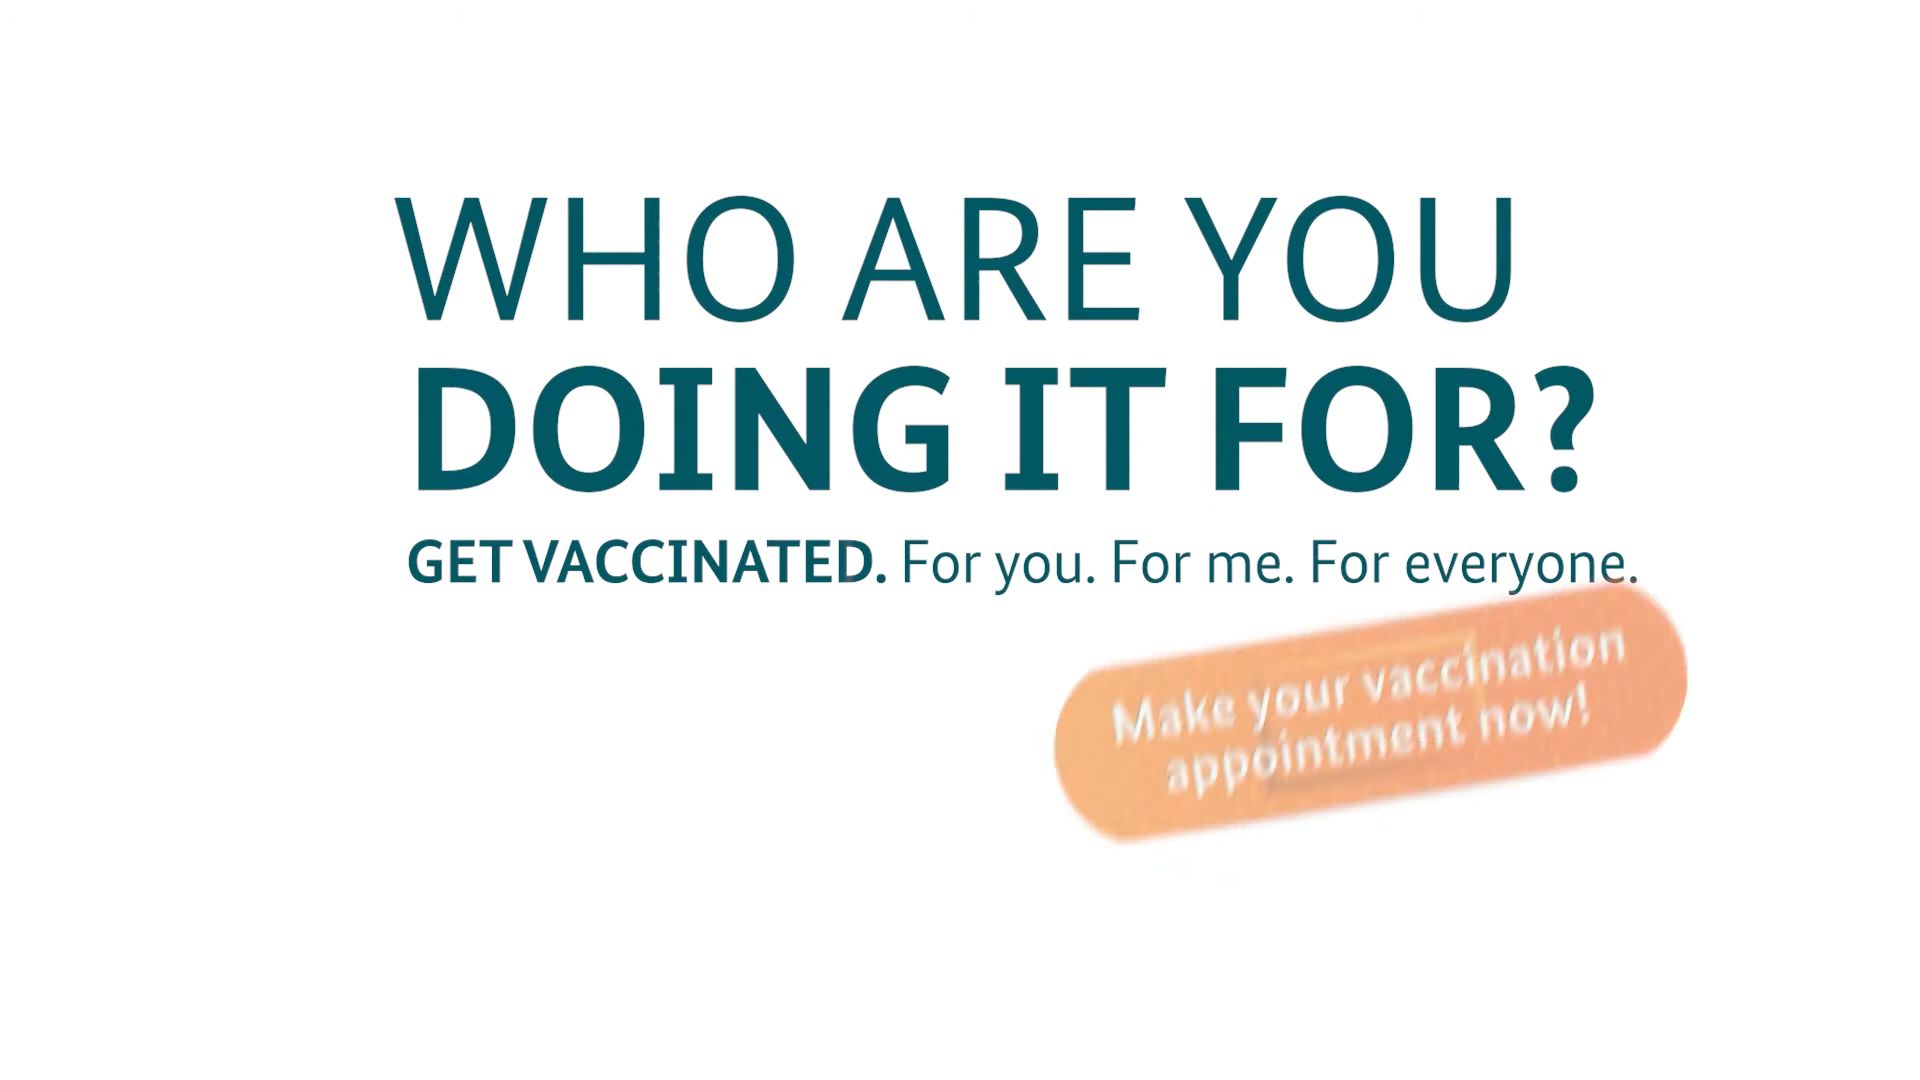 WHO ARE YOU
DOING IT FOR?
GET VACCINATED. For you. For me. For everyone.
Make your vaccination
appointment now!